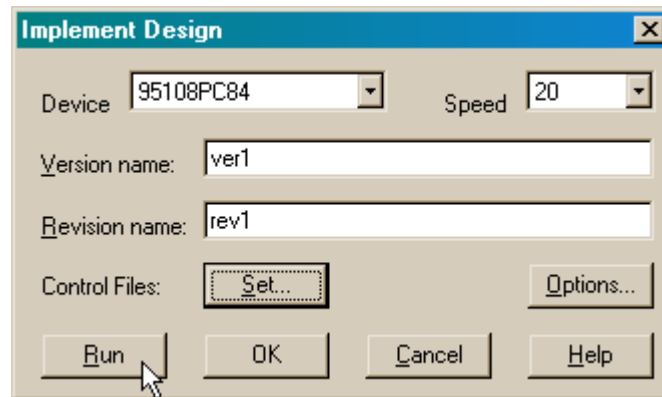 Implement Design
Device 95108PC84 Speed 20
Version name: ver1
Revision name: rev1
Control Files: Set... Options...
Run OK Cancel Help